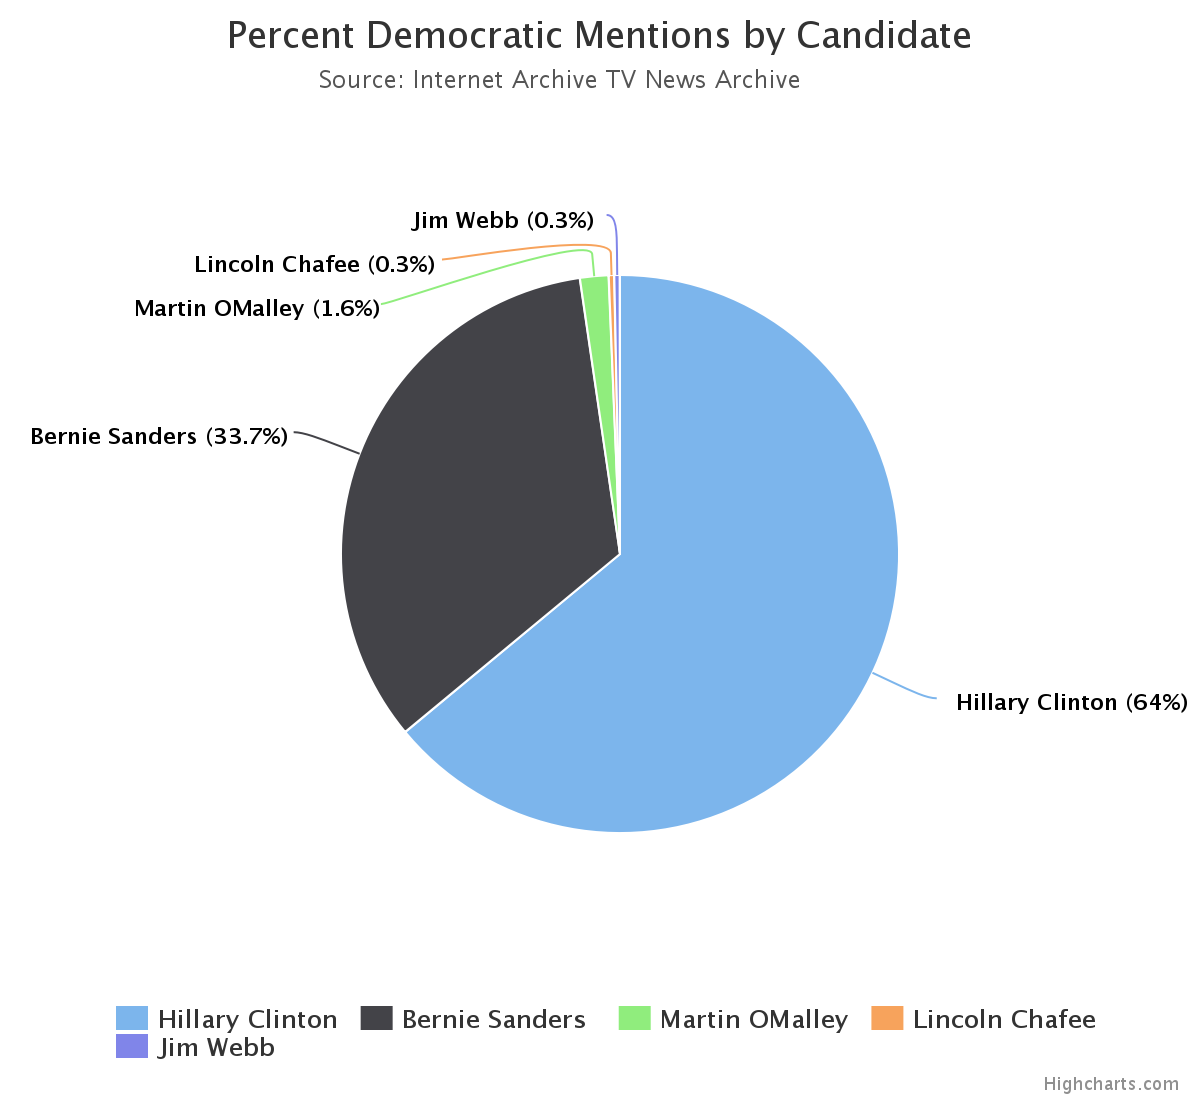 Percent Democratic Mentions by Candidate
Source: Internet Archive TV News Archive
Jim Webb (0.3%)
Lincoln Chafee (0.3%)
Martin OMalley (1.6%)
Bernie Sanders (33.7%)
Hillary Clinton (64%)
Hillary Clinton Bernie Sanders Martin OMalley Lincoln Chafee
Jim Webb
Highcharts.com